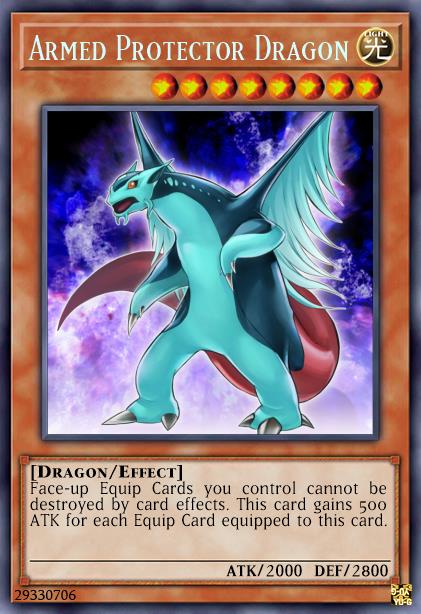 ARMED PROTECTOR DRAGON
LIGHT
光
[DRAGON/EFFECT]
Face-up Equip Cards you control cannot be
destroyed by card effects. This card gains 500
ATK for each Equip Card equipped to this card.
ATK/2000 DEF/2800
29330706